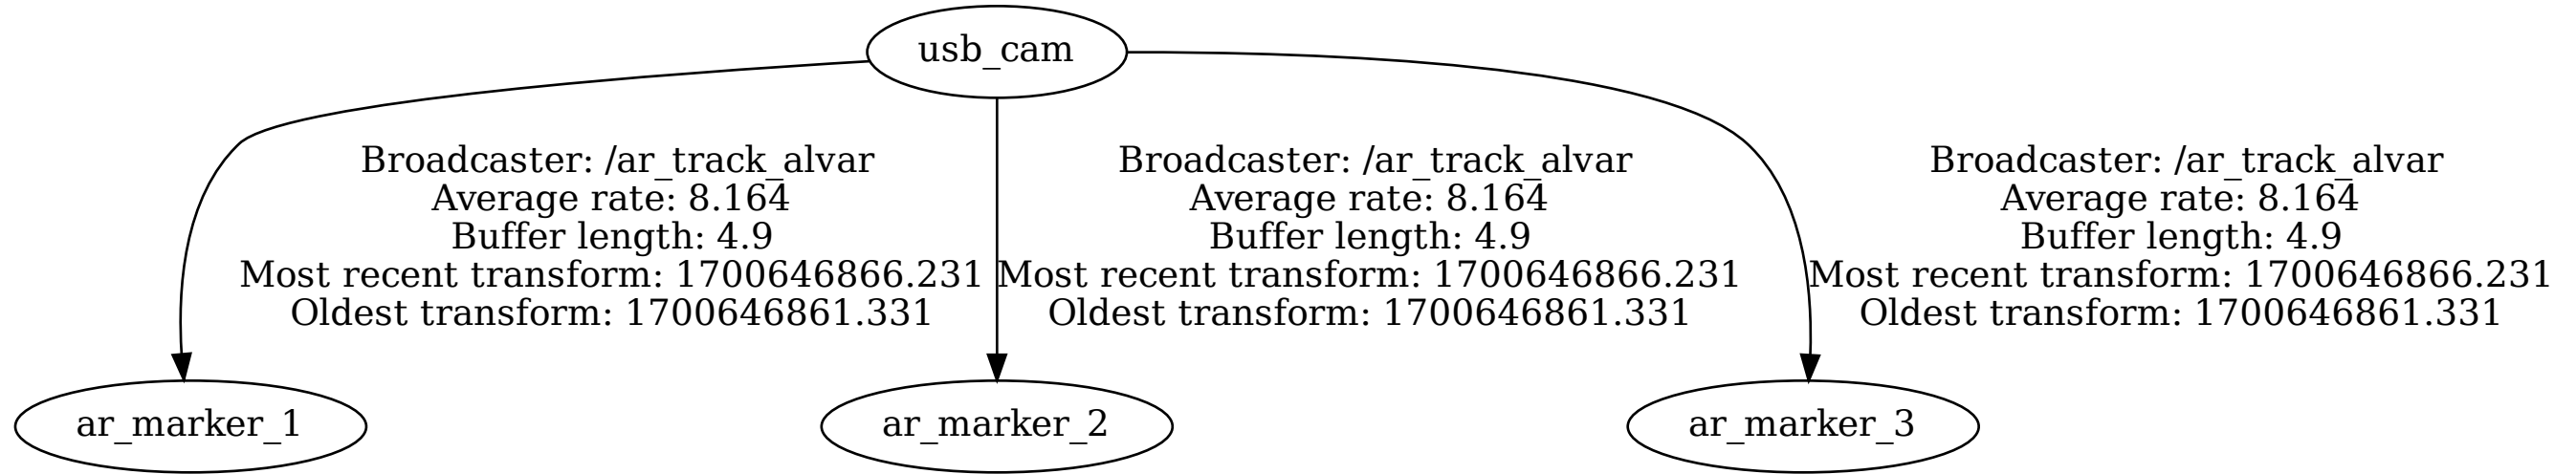 usb_cam
Broadcaster: /ar_track_alvar
Average rate: 8.164
Buffer length: 4.9
Most recent transform: 1700646866.231
Oldest transform: 1700646861.331
Broadcaster: /ar_track_alvar
Average rate: 8.164
Buffer length: 4.9
Most recent transform: 1700646866.231
Oldest transform: 1700646861.331
Broadcaster: /ar_track_alvar
Average rate: 8.164
Buffer length: 4.9
Most recent transform: 1700646866.231
Oldest transform: 1700646861.331
ar_marker_1
ar_marker_2
ar_marker_3